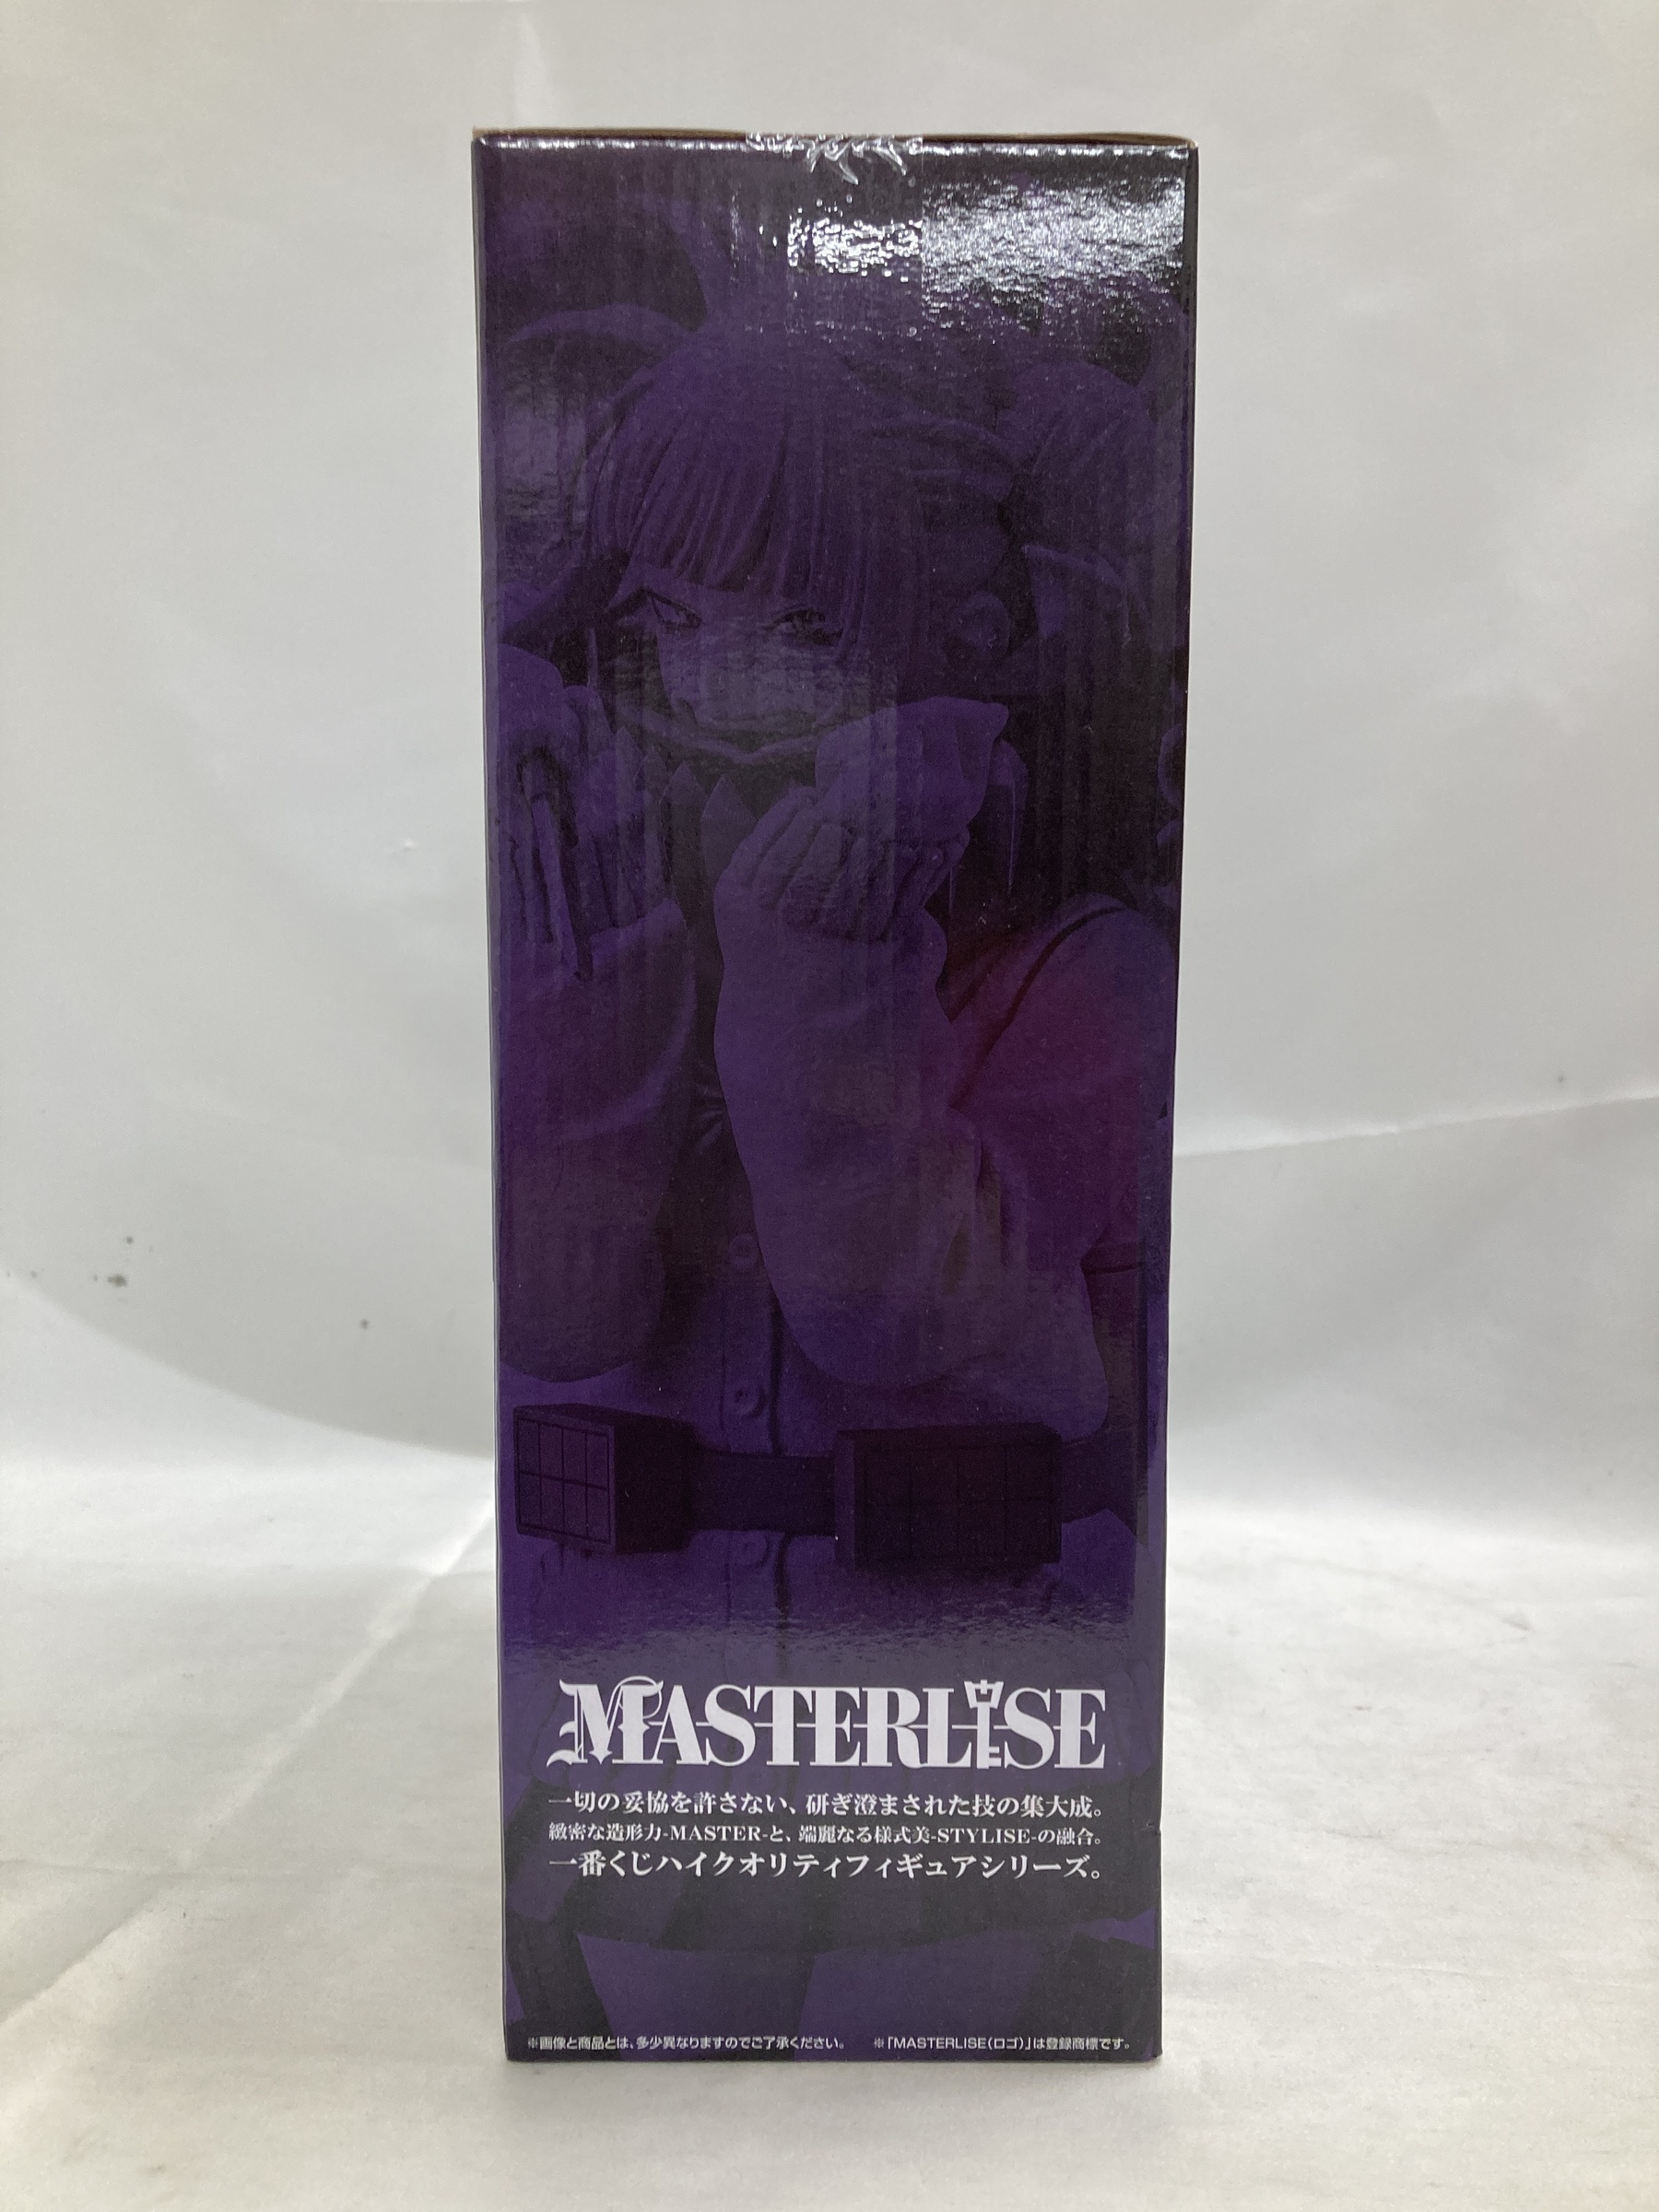 MASTERLISE
一切の妥協を許さない、研ぎ澄まされた技の集大成。
緻密な造形力-MASTER-と、端麗なる様式美-STYLISE-の融合。
一番くじハイクオリティフィギュアシリーズ。
※画像と商品とは、多少異なりますのでご了承ください。 ※「MASTERLISE(ロゴ)」は登録商標です。